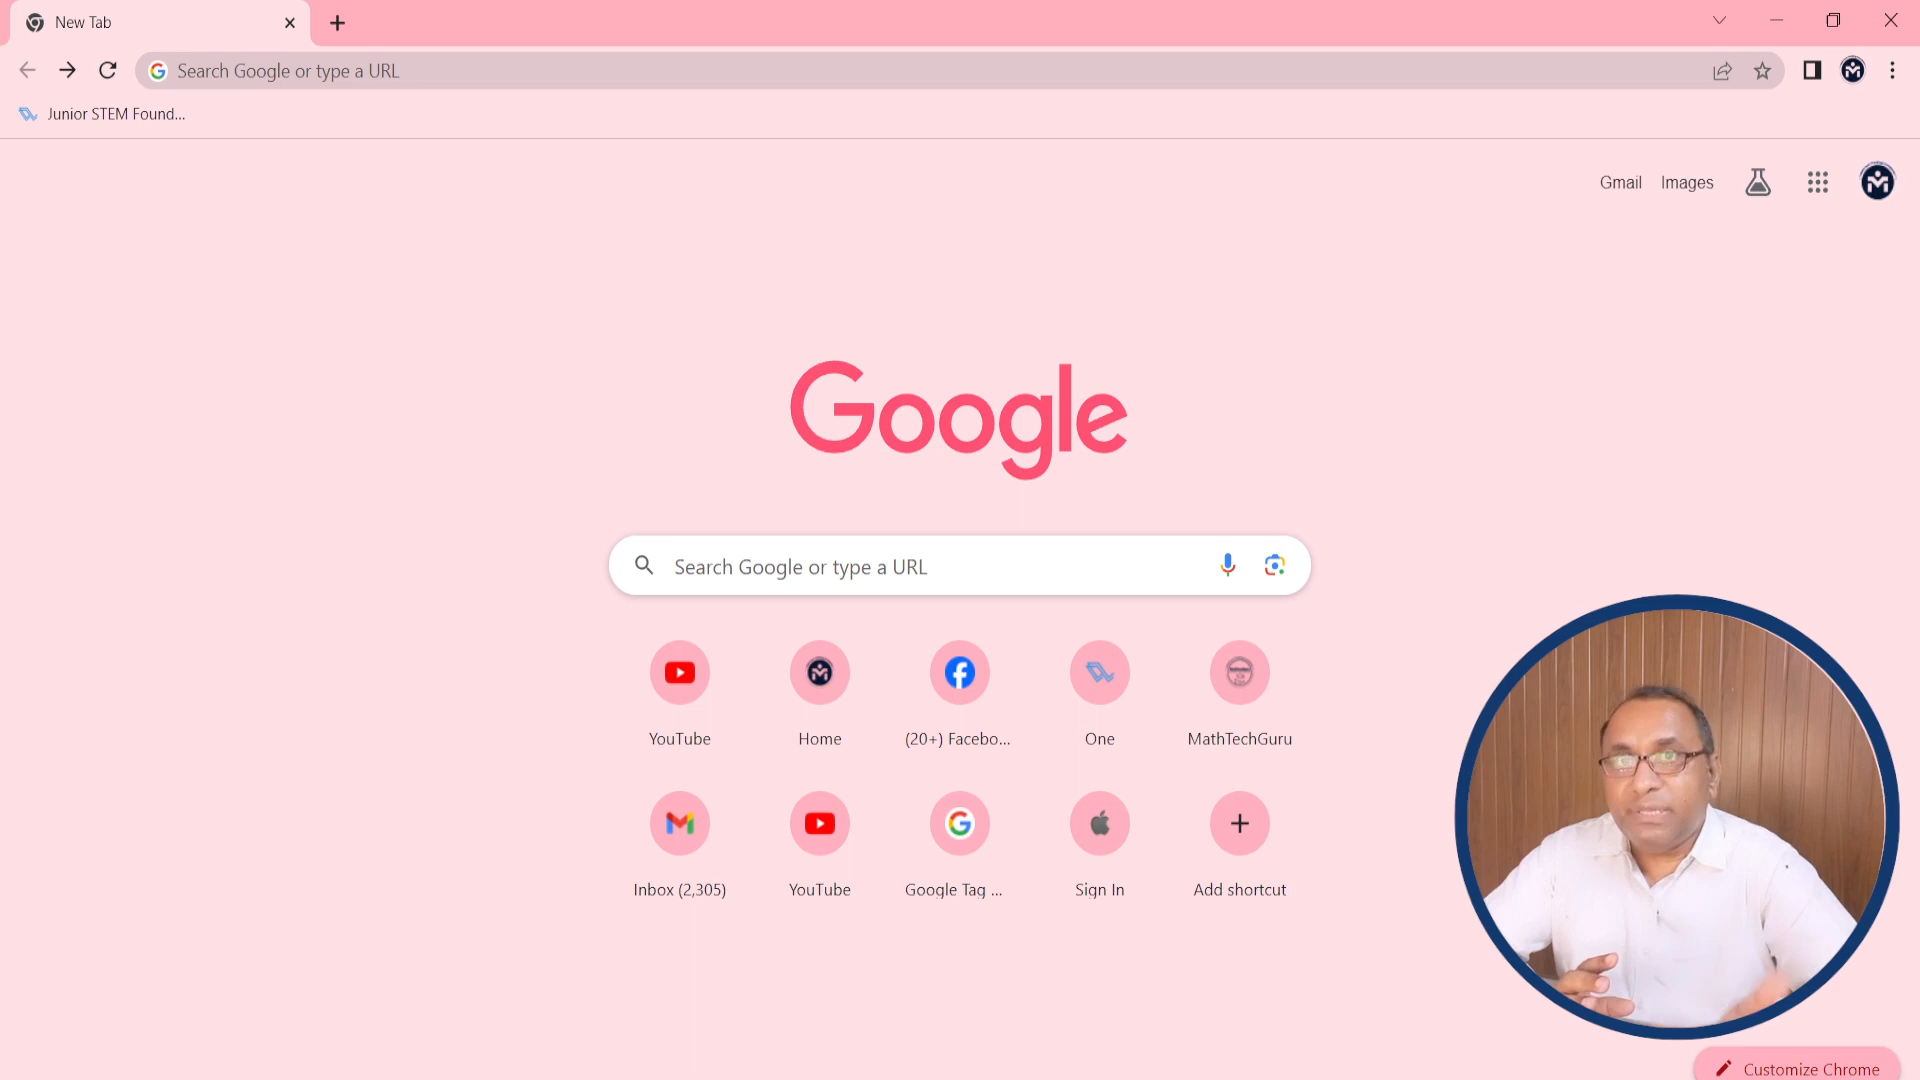 New Tab
Search Google or type a URL
Junior STEM Found...
Gmail Images
Google
Search Google or type a URL
YouTube Home (20+) Facebo... One MathTechGuru
Inbox (2,305) YouTube Google Tag ... Sign In Add shortcut
Customize Chrome